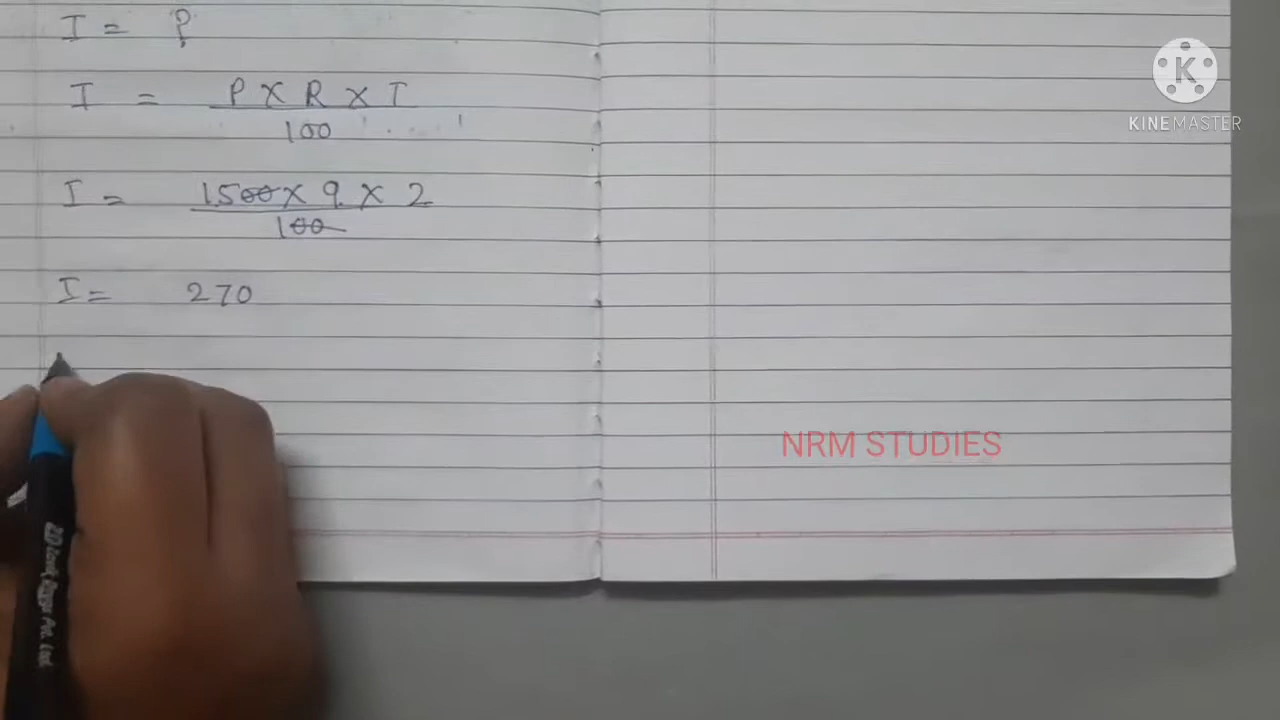 I = ?
I = P X R X T
100
I = 1500 X 9 X 2
100
I = 270
K
KINEMASTER
NRM STUDIES